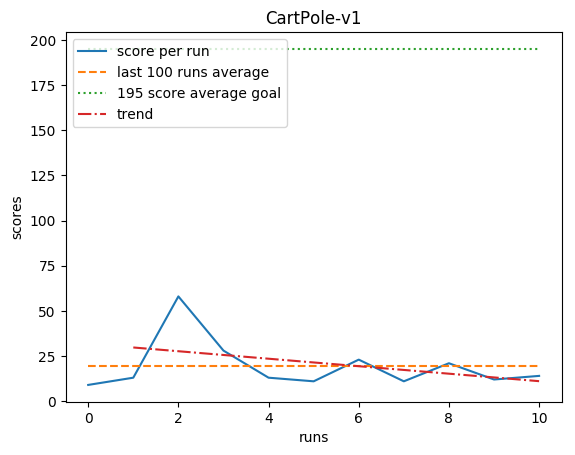 CartPole-v1
score per run
last 100 runs average
195 score average goal
trend
scores
200
175
150
125
100
75
50
25
0
0 2 4 6 8 10
runs